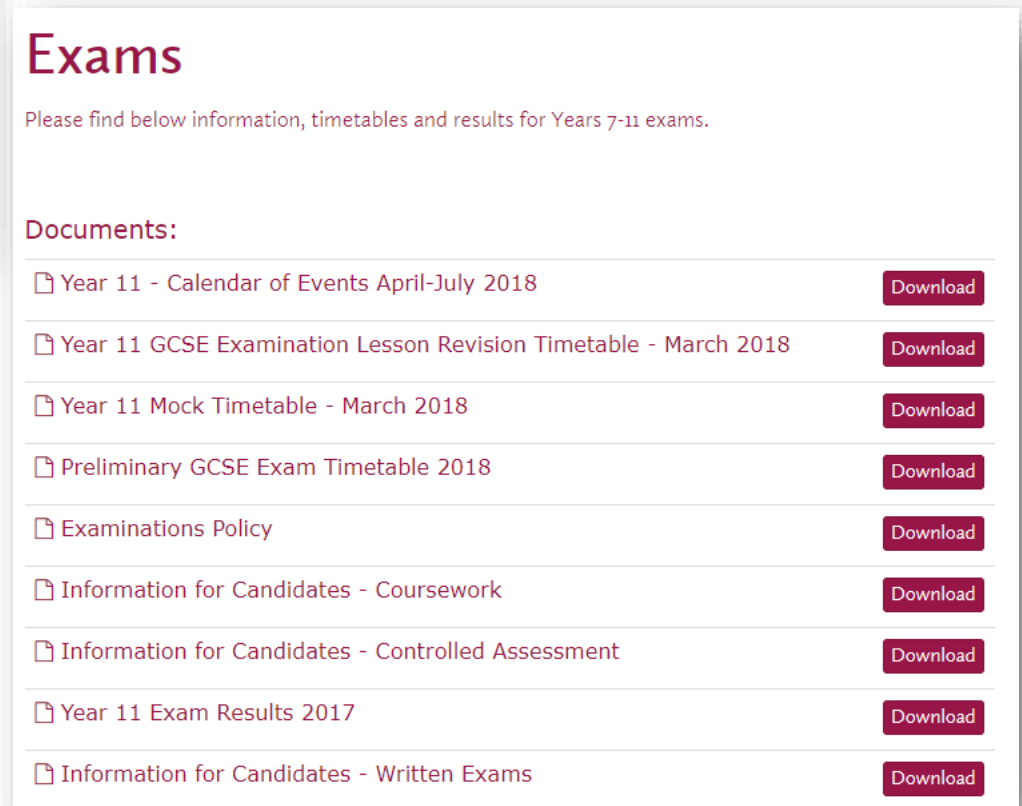 Exams
Please find below information, timetables and results for Years 7-11 exams.
Documents:
Year 11 - Calendar of Events April-July 2018 Download
Year 11 GCSE Examination Lesson Revision Timetable - March 2018 Download
Year 11 Mock Timetable - March 2018 Download
Preliminary GCSE Exam Timetable 2018 Download
Examinations Policy Download
Information for Candidates - Coursework Download
Information for Candidates - Controlled Assessment Download
Year 11 Exam Results 2017 Download
Information for Candidates - Written Exams Download